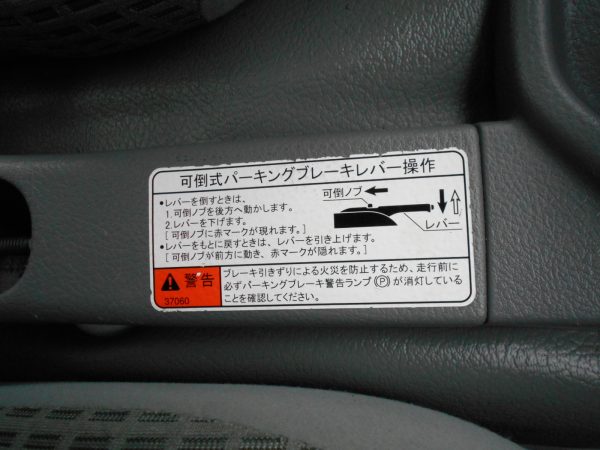 可倒式パーキングブレーキレバー操作
•レバーを倒すときは、
1.可倒ノブを後方へ動かします。
2.レバーを下げます。
[可倒ノブに赤マークが現れます。]
•レバーをもとに戻すときは、レバーを引き上げます。
[可倒ノブが前方に動き、赤マークが隠れます。]
可倒ノブ
レバー
警告
37060
ブレーキ引きずりによる火災を防止するため、走行前に
必ずパーキングブレーキ警告ランプ(Ⓟ)が消灯している
ことを確認してください。